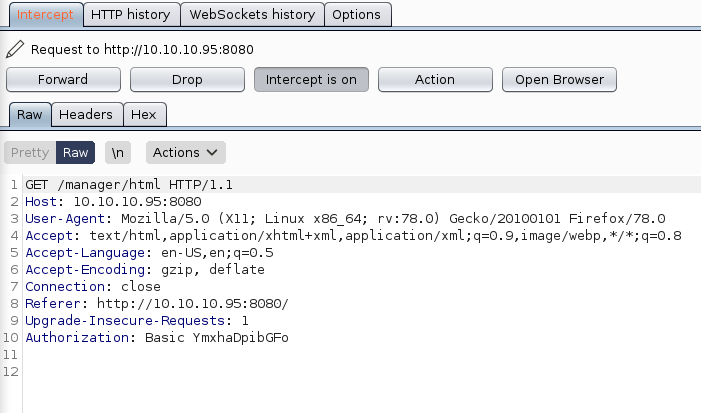 Intercept HTTP history WebSockets history Options
Request to http://10.10.10.95:8080
Forward Drop Intercept is on Action Open Browser
Raw Headers Hex
Pretty Raw \n Actions
1 GET /manager/html HTTP/1.1
2 Host: 10.10.10.95:8080
3 User-Agent: Mozilla/5.0 (X11; Linux x86_64; rv:78.0) Gecko/20100101 Firefox/78.0
4 Accept: text/html,application/xhtml+xml,application/xml;q=0.9,image/webp,*/*;q=0.8
5 Accept-Language: en-US,en;q=0.5
6 Accept-Encoding: gzip, deflate
7 Connection: close
8 Referer: http://10.10.10.95:8080/
9 Upgrade-Insecure-Requests: 1
10 Authorization: Basic YmxhaDpibGFo
11
12